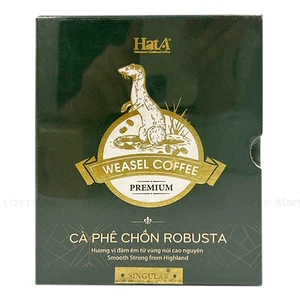 HatA
WEASEL COFFEE
PREMIUM
CÀ PHÊ CHỒN ROBUSTA
Hương vị đậm êm từ vùng núi cao nguyên
Smooth Strong from Highland
SINGULAR